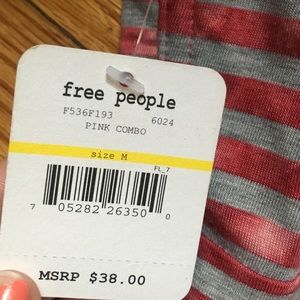 free people
F536F193 6024
PINK COMBO
size M
FL_7
7 05282 26350 0
MSRP $38.00